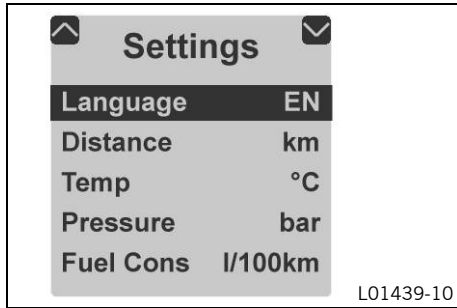 Settings
Language EN
Distance km
Temp °C
Pressure bar
Fuel Cons l/100km
L01439-10